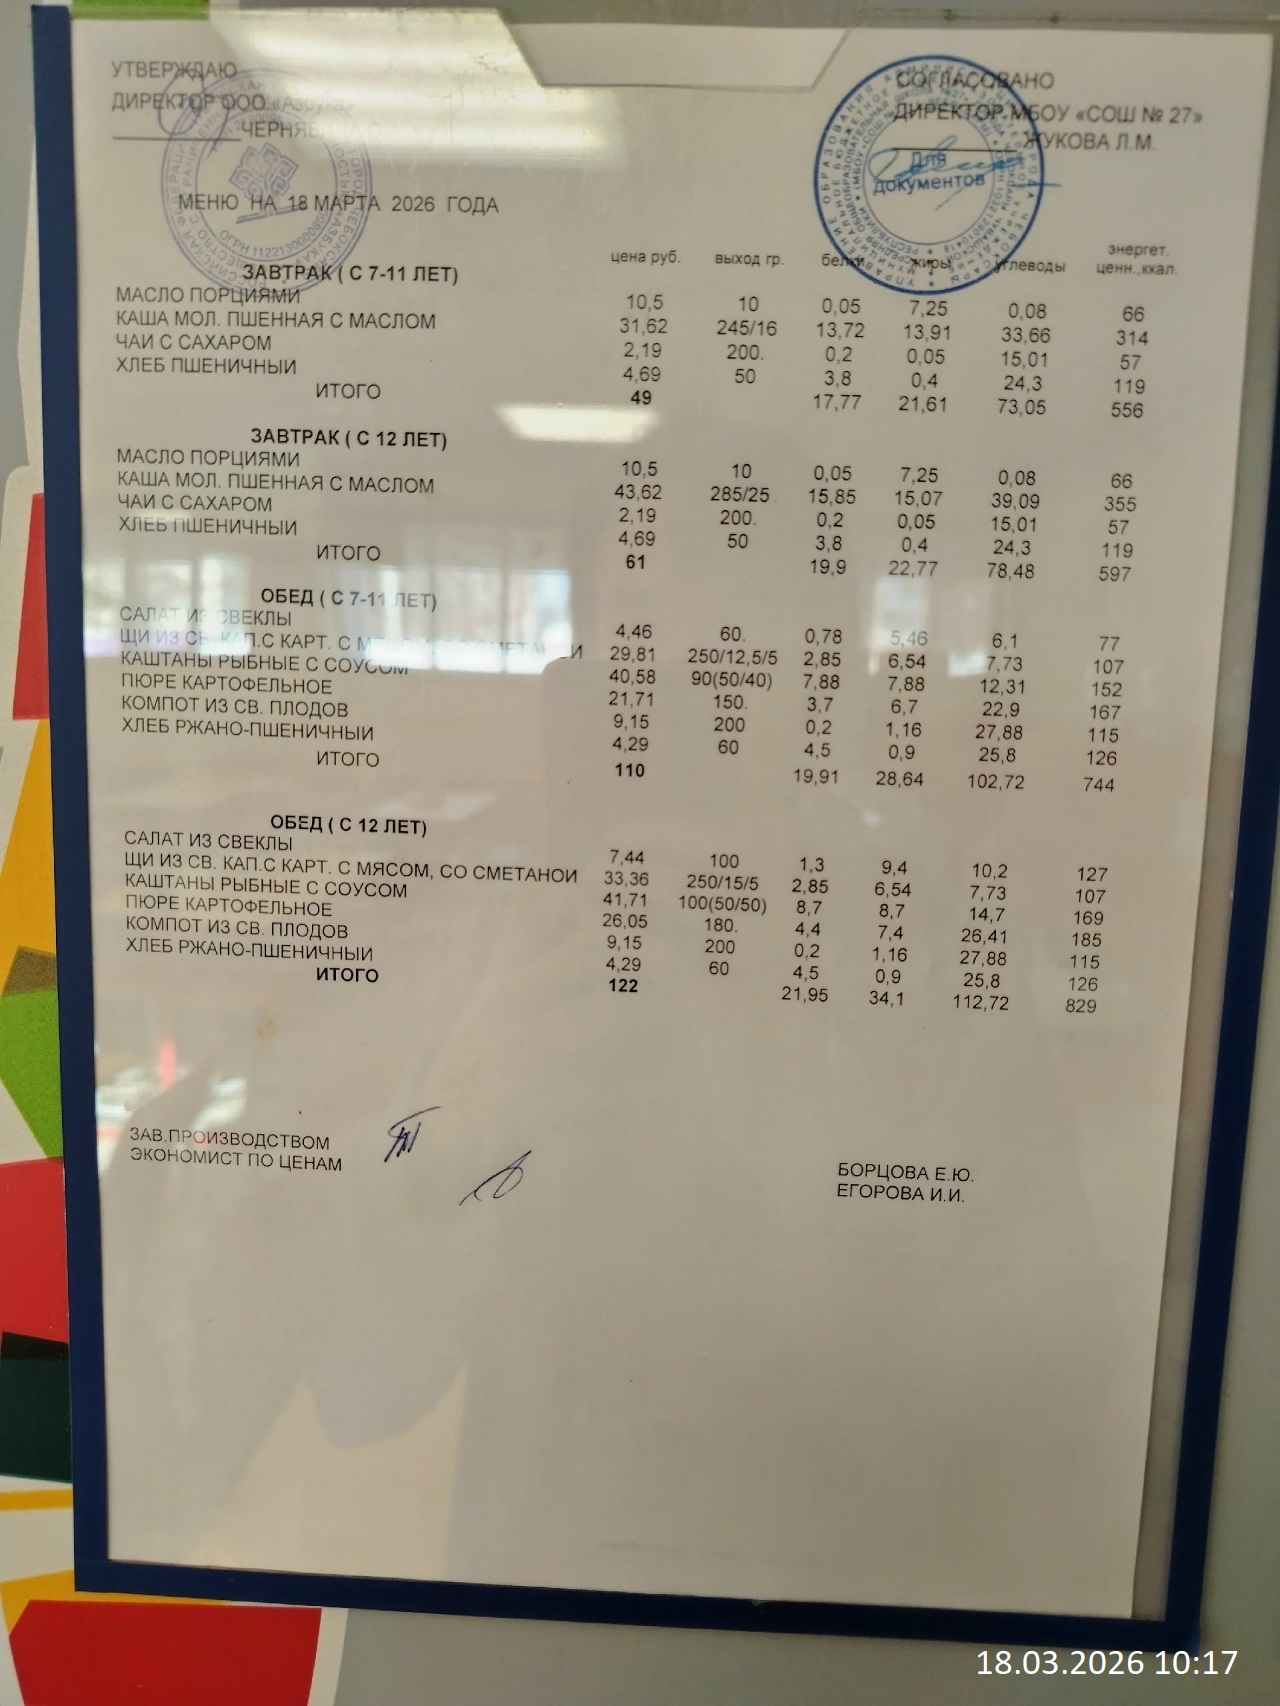 УТВЕРЖДАЮ
ДИРЕКТОР ООО «Азбука»
СОГЛАСОВАНО
ДИРЕКТОР МБОУ «СОШ № 27»
ЖУКОВА Л.М.
Для
документов
МЕНЮ НА 18 МАРТА 2026 ГОДА
цена руб. выход гр. белки жиры углеводы энергет. ценн.,ккал.
ЗАВТРАК ( С 7-11 ЛЕТ)
МАСЛО ПОРЦИЯМИ 10,5 10 0,05 7,25 0,08 66
КАША МОЛ. ПШЕННАЯ С МАСЛОМ 31,62 245/16 13,72 13,91 33,66 314
ЧАИ С САХАРОМ 2,19 200. 0,2 0,05 15,01 57
ХЛЕБ ПШЕНИЧНЫИ 4,69 50 3,8 0,4 24,3 119
ИТОГО 49 17,77 21,61 73,05 556
ЗАВТРАК ( С 12 ЛЕТ)
МАСЛО ПОРЦИЯМИ 10,5 10 0,05 7,25 0,08 66
КАША МОЛ. ПШЕННАЯ С МАСЛОМ 43,62 285/25 15,85 15,07 39,09 355
ЧАИ С САХАРОМ 2,19 200. 0,2 0,05 15,01 57
ХЛЕБ ПШЕНИЧНЫЙ 4,69 50 3,8 0,4 24,3 119
ИТОГО 61 19,9 22,77 78,48 597
ОБЕД ( С 7-11 ЛЕТ)
САЛАТ ИЗ СВЕКЛЫ 4,46 60. 0,78 5,46 6,1 77
ЩИ ИЗ СВ. КАП.С КАРТ. С 29,81 250/12,5/5 2,85 6,54 7,73 107
КАШТАНЫ РЫБНЫЕ С СОУСОМ 40,58 90(50/40) 7,88 7,88 12,31 152
ПЮРЕ КАРТОФЕЛЬНОЕ 21,71 150. 3,7 6,7 22,9 167
КОМПОТ ИЗ СВ. ПЛОДОВ 9,15 200 0,2 1,16 27,88 115
ХЛЕБ РЖАНО-ПШЕНИЧНЫЙ 4,29 60 4,5 0,9 25,8 126
ИТОГО 110 19,91 28,64 102,72 744
ОБЕД ( С 12 ЛЕТ)
САЛАТ ИЗ СВЕКЛЫ 7,44 100 1,3 9,4 10,2 127
ЩИ ИЗ СВ. КАП.С КАРТ. С МЯСОМ, СО СМЕТАНОИ 33,36 250/15/5 2,85 6,54 7,73 107
КАШТАНЫ РЫБНЫЕ С СОУСОМ 41,71 100(50/50) 8,7 8,7 14,7 169
ПЮРЕ КАРТОФЕЛЬНОЕ 26,05 180. 4,4 7,4 26,41 185
КОМПОТ ИЗ СВ. ПЛОДОВ 9,15 200 0,2 1,16 27,88 115
ХЛЕБ РЖАНО-ПШЕНИЧНЫЙ 4,29 60 4,5 0,9 25,8 126
ИТОГО 122 21,95 34,1 112,72 829
ЗАВ.ПРОИЗВОДСТВОМ БОРЦОВА Е.Ю.
ЭКОНОМИСТ ПО ЦЕНАМ ЕГОРОВА И.И.
18.03.2026 10:17